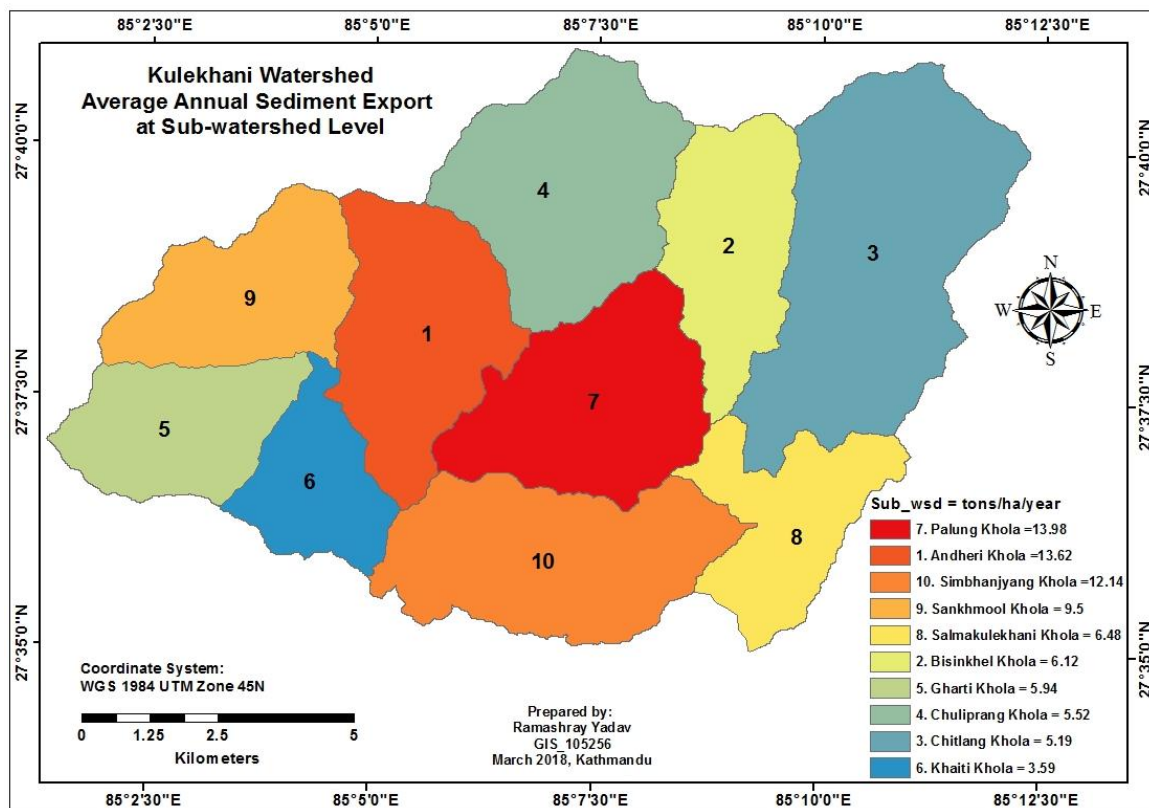 85°2'30"E 85°5'0"E 85°7'30"E 85°10'0"E 85°12'30"E
Kulekhani Watershed
Average Annual Sediment Export
at Sub-watershed Level
27°40'0"N
27°40'0"N
4
2
3
9
1
N
W E
S
27°37'30"N
27°37'30"N
7
5
6
8
10
Sub_wsd = tons/ha/year
7. Palung Khola =13.98
1. Andheri Khola =13.62
10. Simbhanjyang Khola =12.14
9. Sankhmool Khola = 9.5
8. Salmakulekhani Khola = 6.48
2. Bisinkhel Khola = 6.12
5. Gharti Khola = 5.94
4. Chuliprang Khola = 5.52
3. Chitlang Khola = 5.19
6. Khaiti Khola = 3.59
27°35'0"N
27°35'0"N
Coordinate System:
WGS 1984 UTM Zone 45N
0 1.25 2.5 5
Kilometers
Prepared by:
Ramashray Yadav
GIS_105256
March 2018, Kathmandu
85°2'30"E 85°5'0"E 85°7'30"E 85°10'0"E 85°12'30"E